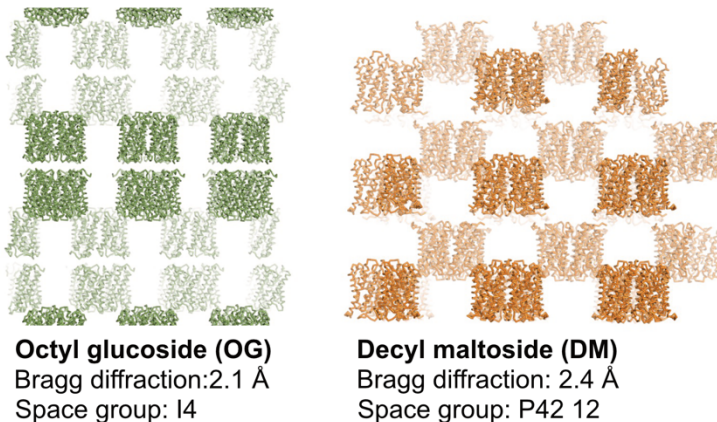 Octyl glucoside (OG)
Bragg diffraction:2.1 Å
Space group: I4
Decyl maltoside (DM)
Bragg diffraction: 2.4 Å
Space group: P42 12